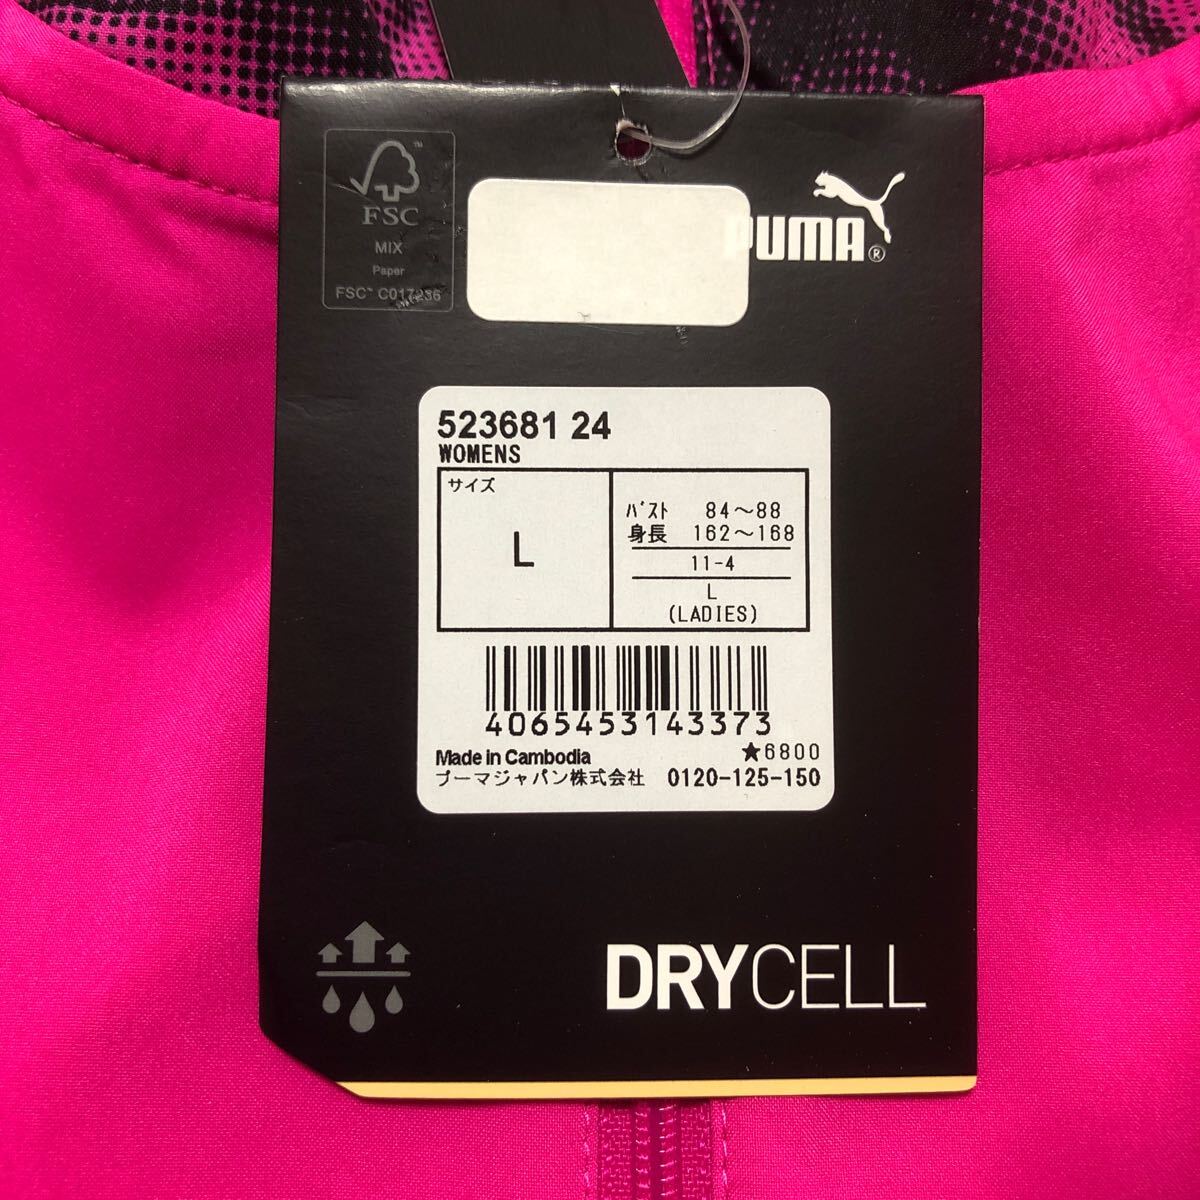 FSC™
MIX
Paper
FSC™ C017236
PUMA®
523681 24
WOMENS
サイズ
L
バスト 84〜88
身長 162〜168
11-4
L
(LADIES)
4065453143373
Made in Cambodia
★6800
プーマジャパン株式会社 0120-125-150
DRYCELL